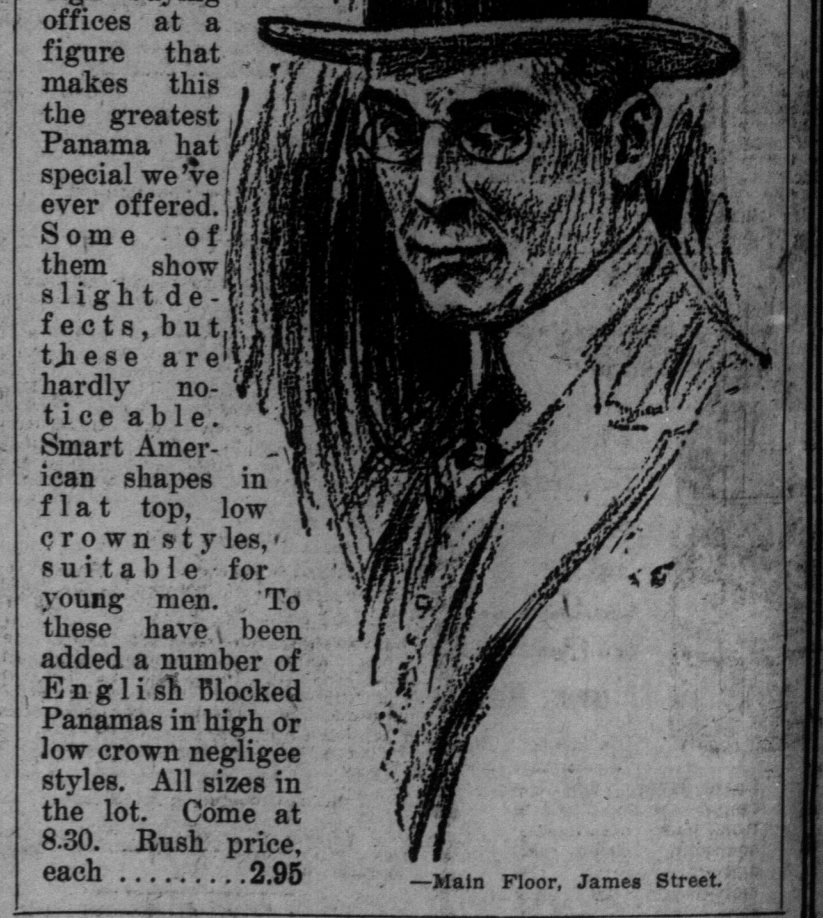 offices at a
figure that
makes this
the greatest
Panama hat
special we've
ever offered.
Some of
them show
slight de-
fects, but
these are
hardly no-
ticeable.
Smart Amer-
ican shapes in
flat top, low
crown styles,
suitable for
young men. To
these have been
added a number of
English Blocked
Panamas in high or
low crown negligee
styles. All sizes in
the lot. Come at
8.30. Rush price,
each .........2.95
—Main Floor, James Street.